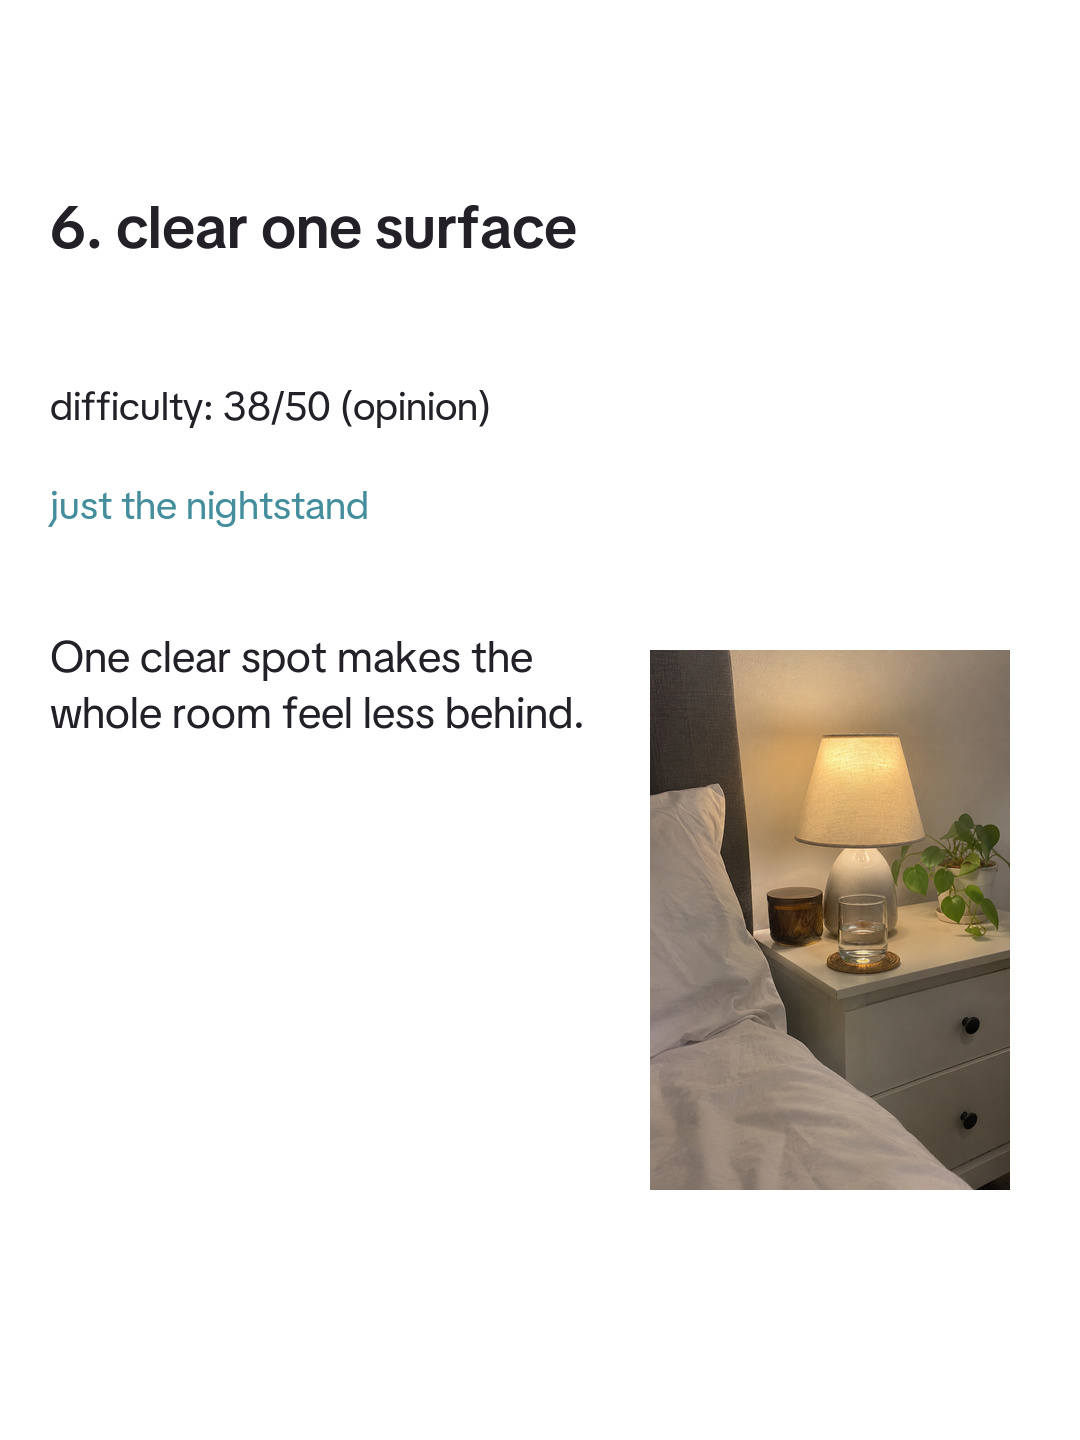 6. clear one surface
difficulty: 38/50 (opinion)
just the nightstand
One clear spot makes the
whole room feel less behind.